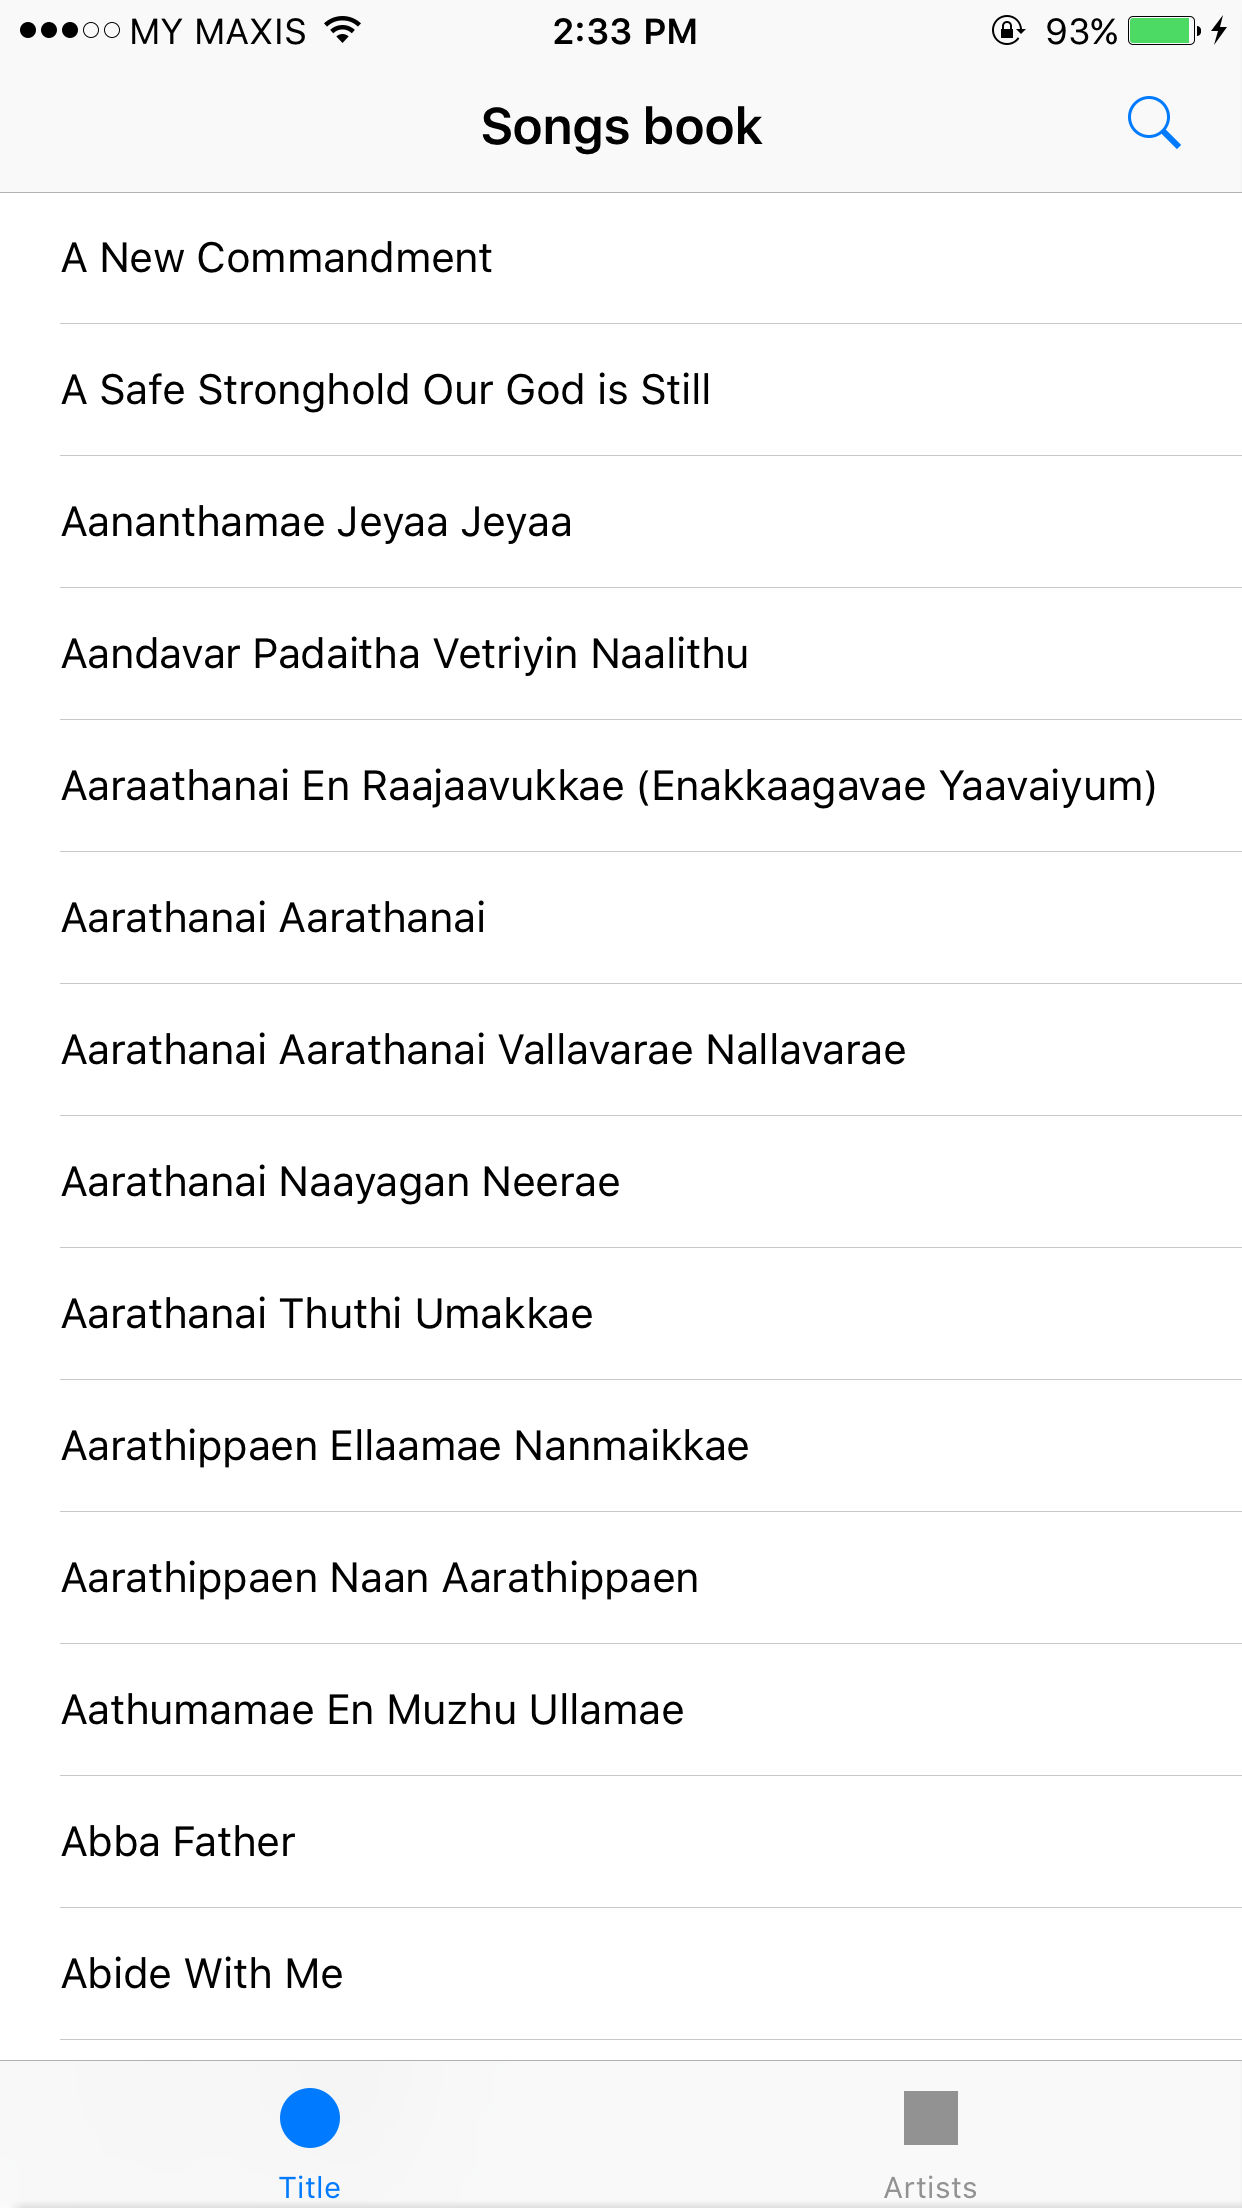 MY MAXIS 2:33 PM 93%
Songs book
A New Commandment
A Safe Stronghold Our God is Still
Aananthamae Jeyaa Jeyaa
Aandavar Padaitha Vetriyin Naalithu
Aaraathanai En Raajaavukkae (Enakkaagavae Yaavaiyum)
Aarathanai Aarathanai
Aarathanai Aarathanai Vallavarae Nallavarae
Aarathanai Naayagan Neerae
Aarathanai Thuthi Umakkae
Aarathippaen Ellaamae Nanmaikkae
Aarathippaen Naan Aarathippaen
Aathumamae En Muzhu Ullamae
Abba Father
Abide With Me
Title Artists